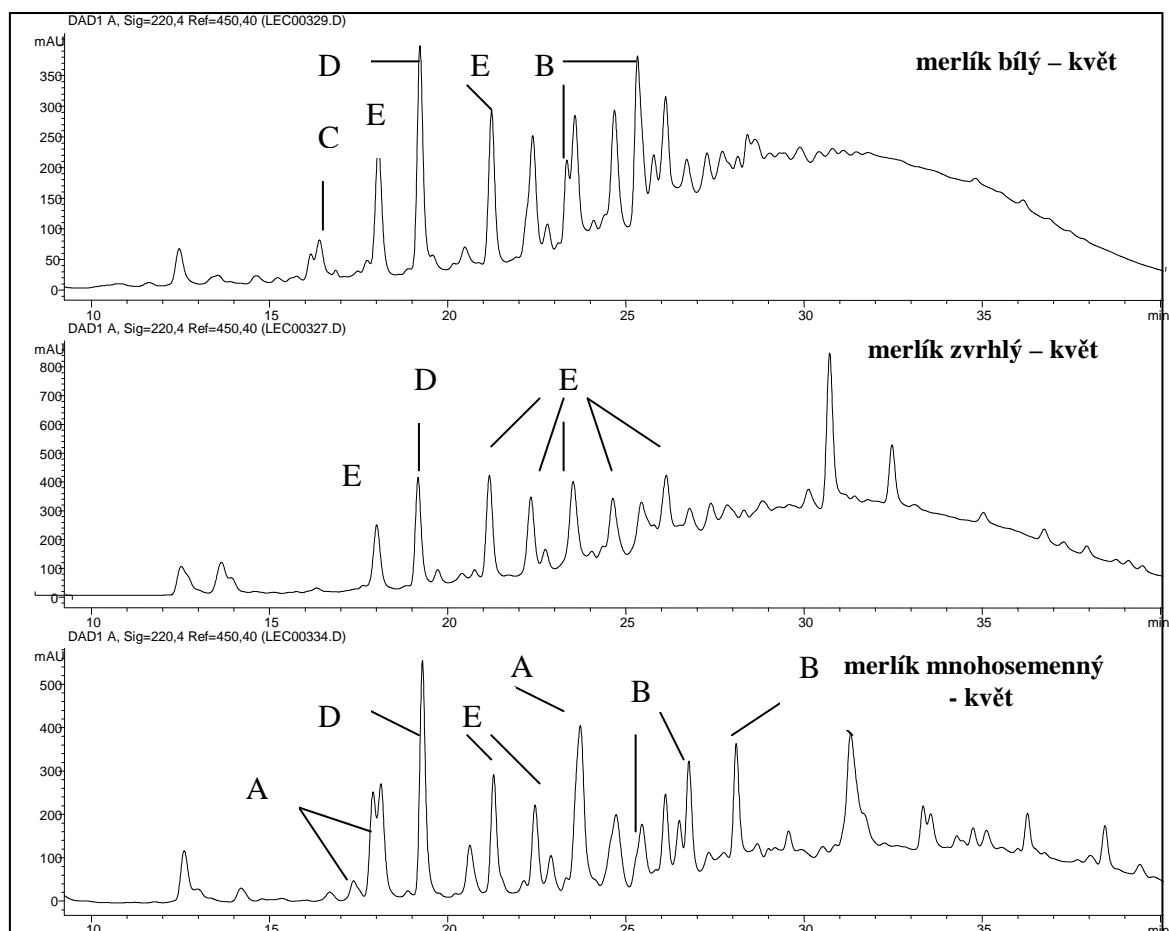 DAD1 A, Sig=220,4 Ref=450,40 (LEC00329.D)
mAU
merlík bílý – květ
D
E
B
E
C
350
300
250
200
150
100
50
0
10 15 20 25 30 35 min
DAD1 A, Sig=220,4 Ref=450,40 (LEC00327.D)
mAU
merlík zvrhlý – květ
D
E
E
800
700
600
500
400
300
200
100
0
10 15 20 25 30 35 min
DAD1 A, Sig=220,4 Ref=450,40 (LEC00334.D)
mAU
A
B
merlík mnohosemenný
- květ
B
D
E
A
500
400
300
200
100
0
10 15 20 25 30 35 min